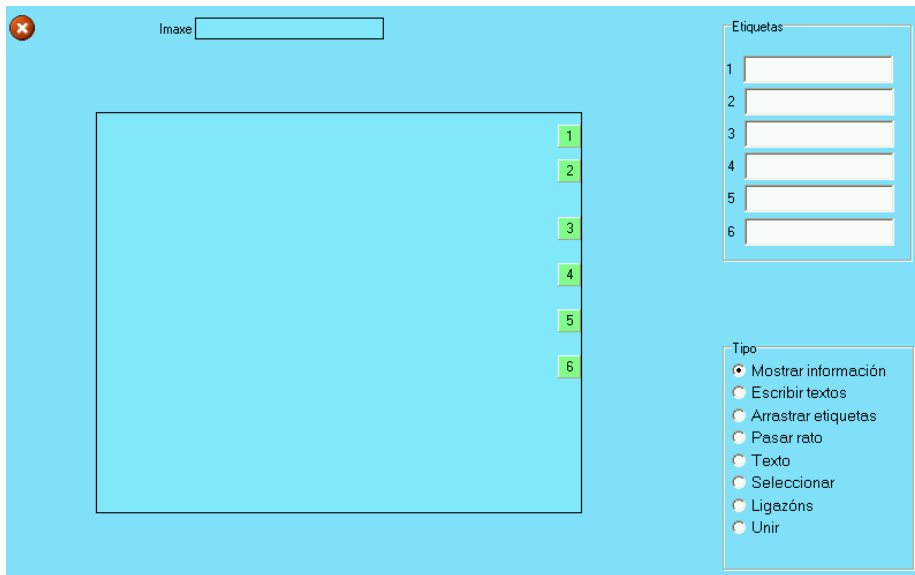 Imaxe
Etiquetas
1
2
3
4
5
6
1
2
3
4
5
6
Tipo
Mostrar información
Escribir textos
Arrastrar etiquetas
Pasar rato
Texto
Seleccionar
Ligazóns
Unir